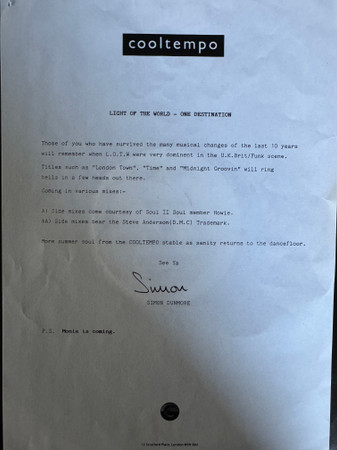 cooltempo
LIGHT OF THE WORLD - ONE DESTINATION
Those of you who have survived the many musical changes of the last 10 years
will remember when L.O.T.W were very dominent in the U.K.Brit/Funk scene.
Titles such as "London Town", "Time" and "Midnight Groovin" will ring
bells in a few heads out there.
Coming in various mixes:-
A) Side mixes come courtesy of Soul II Soul member Howie.
AA) Side mixes bear the Steve Anderson(D.M.C) Trademark.
More summer soul from the COOLTEMPO stable as sanity returns to the dancefloor.
See Ya
Simon
SIMON DUNMORE
P.S. Monie is coming.